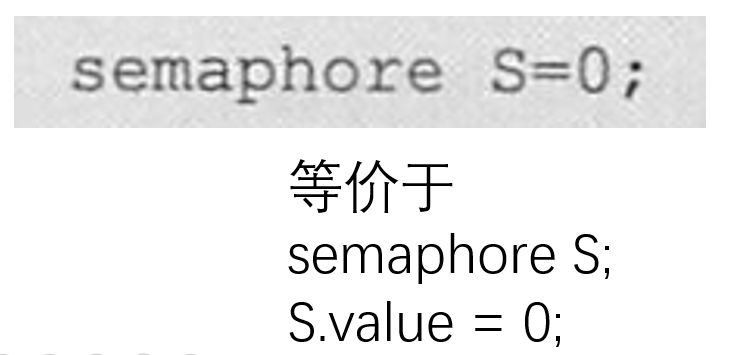 semaphore S=0;
等价于
semaphore S;
S.value = 0;